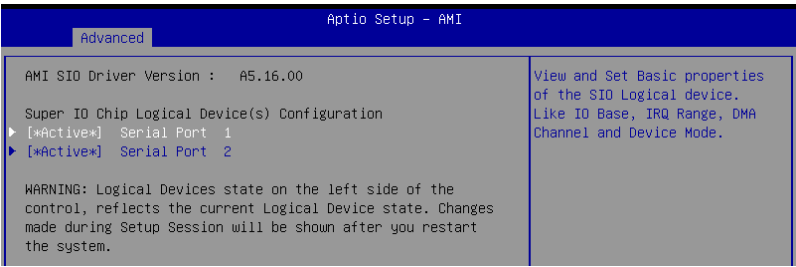 Aptio Setup – AMI
Advanced
AMI SIO Driver Version : A5.16.00
Super IO Chip Logical Device(s) Configuration
[*Active*] Serial Port 1
[*Active*] Serial Port 2
WARNING: Logical Devices state on the left side of the
control, reflects the current Logical Device state. Changes
made during Setup Session will be shown after you restart
the system.
View and Set Basic properties
of the SIO Logical device.
Like IO Base, IRQ Range, DMA
Channel and Device Mode.